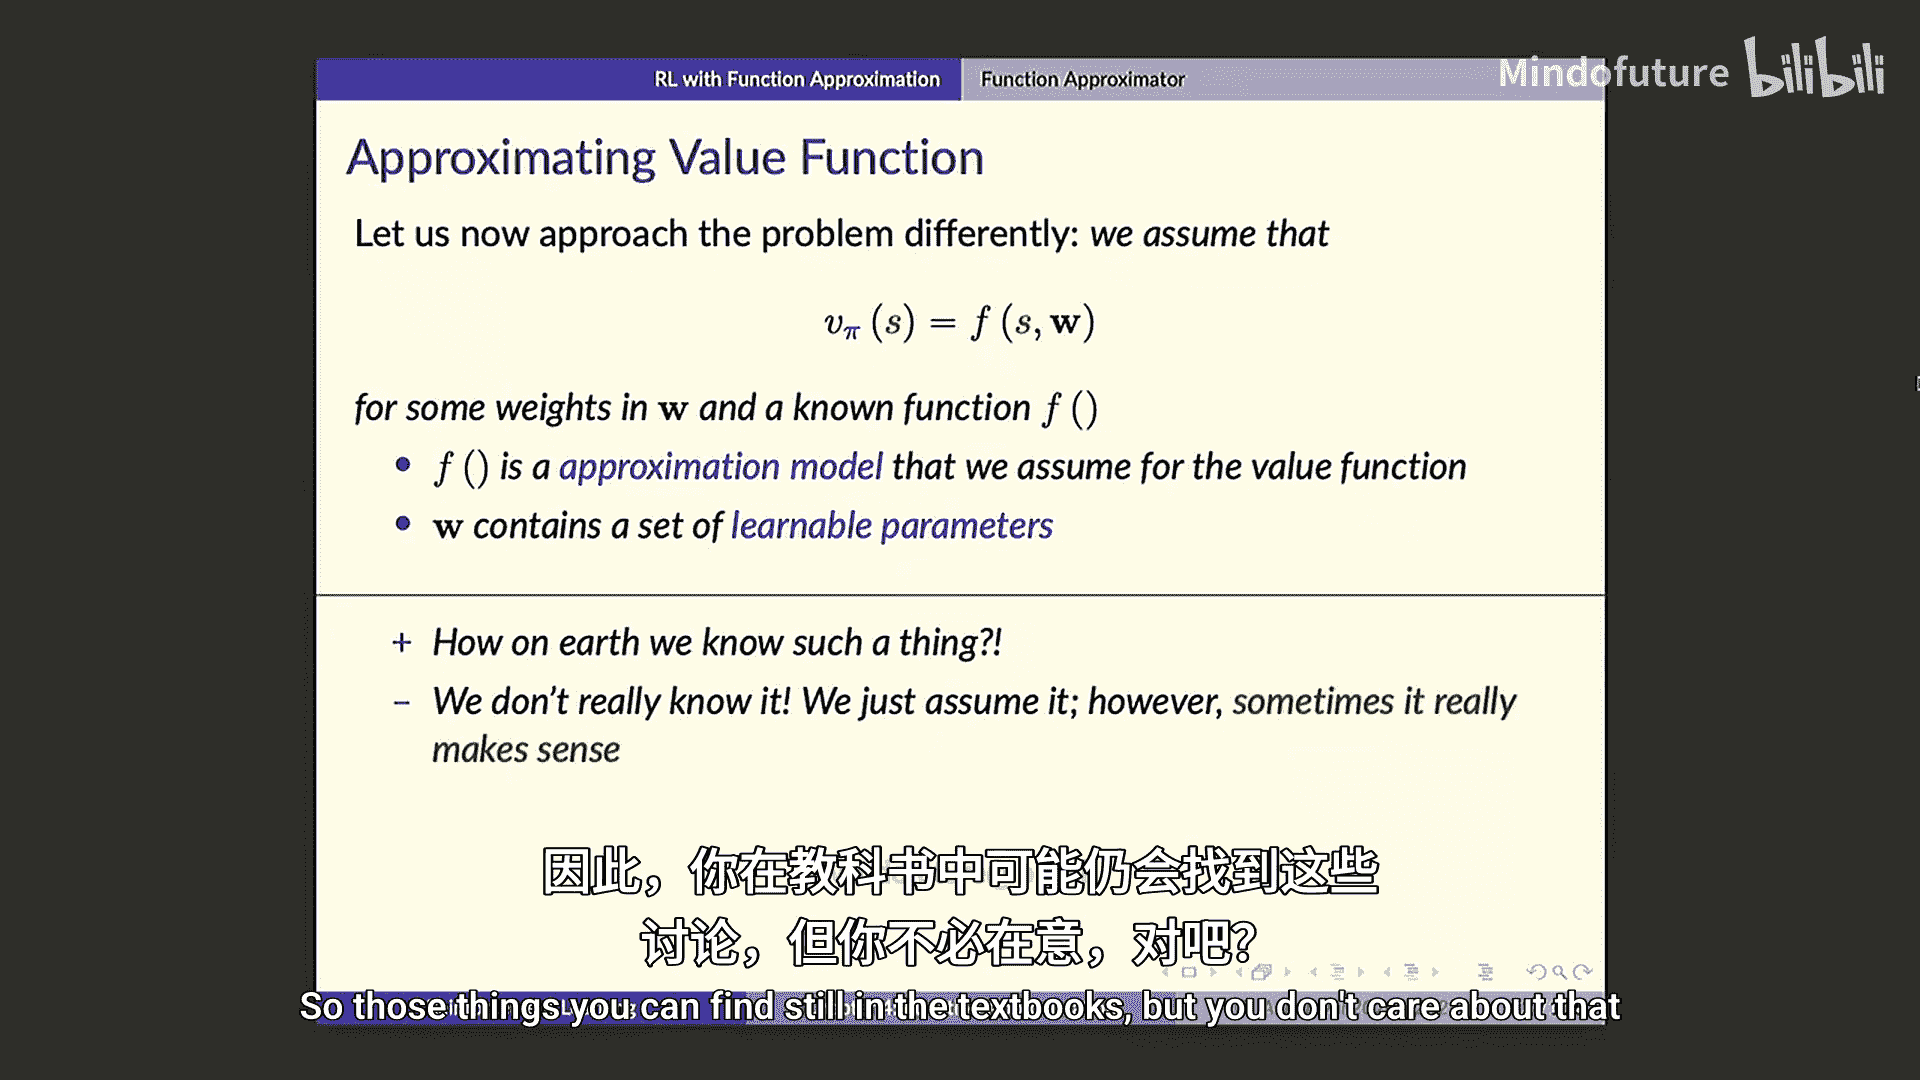 RL with Function Approximation
Function Approximator
Mindofuture bilibili
Approximating Value Function
Let us now approach the problem differently: we assume that
vπ (s) = f (s, w)
for some weights in w and a known function f ()
• f () is a approximation model that we assume for the value function
• w contains a set of learnable parameters
+ How on earth we know such a thing?!
– We don't really know it! We just assume it; however, sometimes it really
makes sense
因此，你在教科书中可能仍会找到这些
讨论，但你不必在意，对吧？
So those things you can find still in the textbooks, but you don't care about that